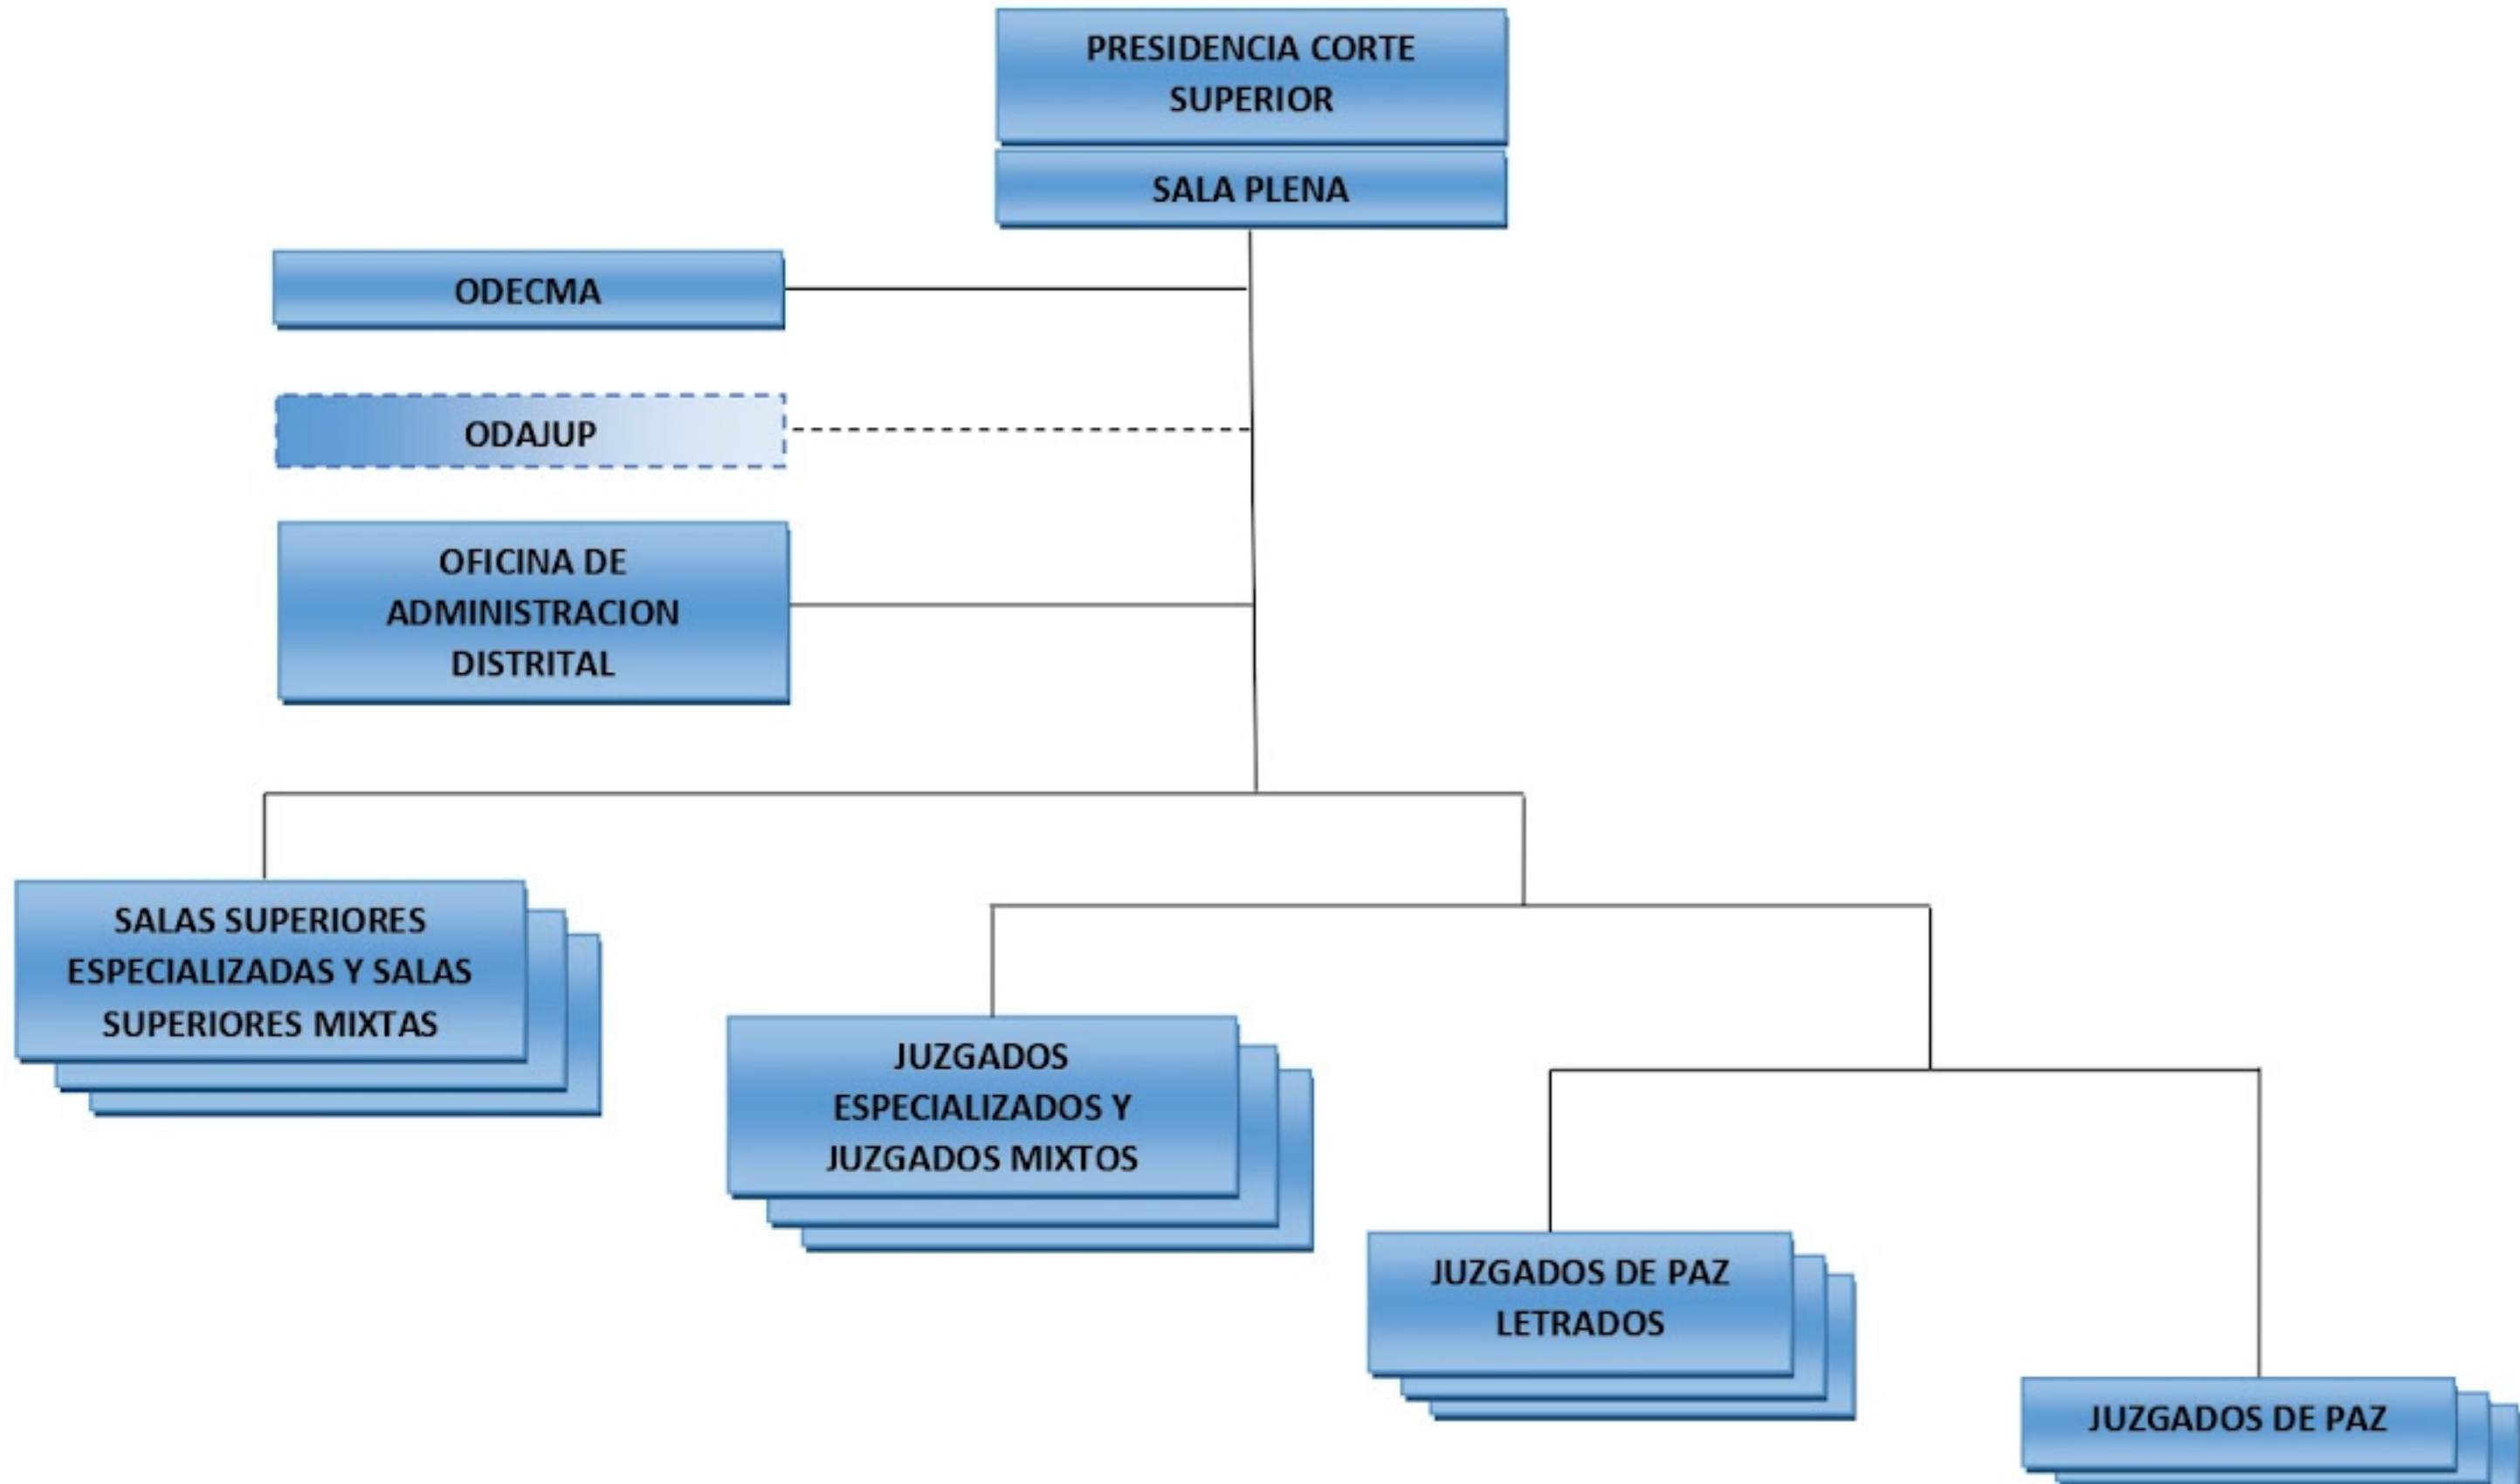 PRESIDENCIA CORTE
SUPERIOR
SALA PLENA
ODECMA
ODAJUP
OFICINA DE
ADMINISTRACION
DISTRITAL
SALAS SUPERIORES
ESPECIALIZADAS Y SALAS
SUPERIORES MIXTAS
JUZGADOS
ESPECIALIZADOS Y
JUZGADOS MIXTOS
JUZGADOS DE PAZ
LETRADOS
JUZGADOS DE PAZ